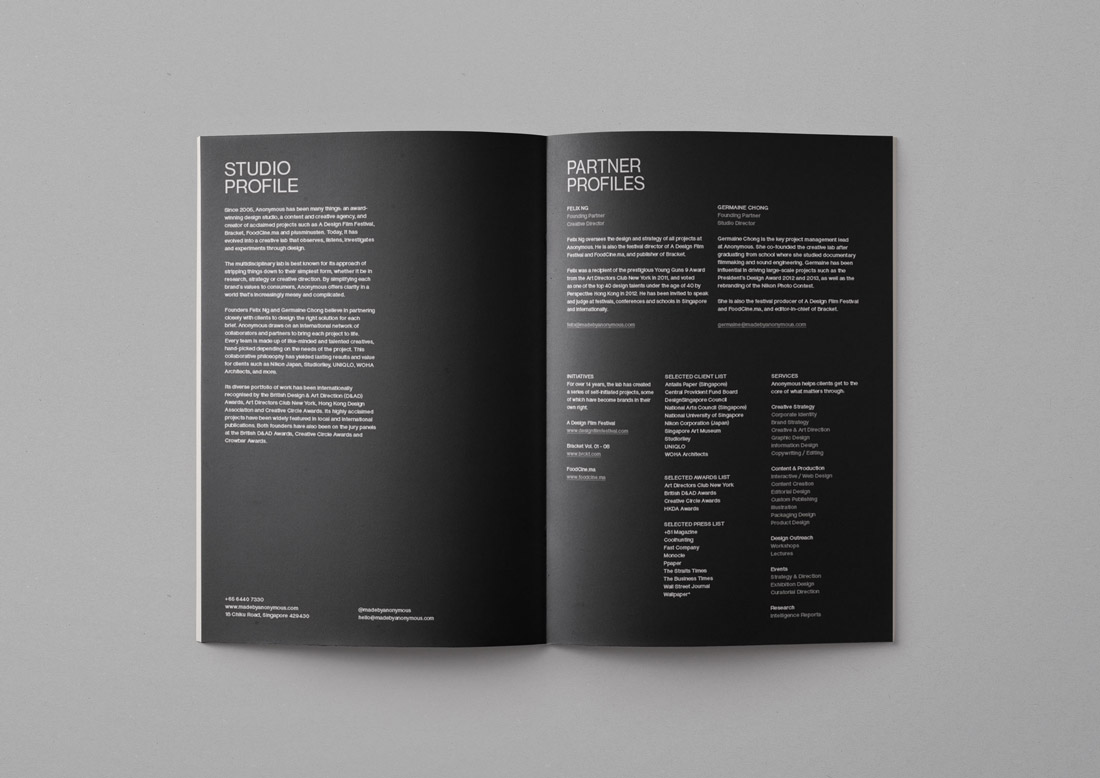 STUDIO
PROFILE
Since 2005, Anonymous has been many things: an award-
winning design studio, a content and creative agency, and
creator of acclaimed projects such as A Design Film Festival,
Bracket, FoodCine.ma and plusminusten. Today, it has
evolved into a creative lab that observes, listens, investigates
and experiments through design.
The multidisciplinary lab is best known for its approach of
stripping things down to their simplest form, whether it be in
research, strategy or creative direction. By simplifying each
brand's values to consumers, Anonymous offers clarity in a
world that's increasingly messy and complicated.
Founders Felix Ng and Germaine Chong believe in partnering
closely with clients to design the right solution for each
brief. Anonymous draws on an international network of
collaborators and partners to bring each project to life.
Every team is made up of like-minded and talented creatives,
hand-picked depending on the needs of the project. This
collaborative philosophy has yielded lasting results and value
for clients such as Nikon Japan, Studiorley, UNIQLO, WOHA
Architects, and more.
Its diverse portfolio of work has been internationally
recognised by the British Design & Art Direction (D&AD)
Awards, Art Directors Club New York, Hong Kong Design
Association and Creative Circle Awards. Its highly acclaimed
projects have been widely featured in local and international
publications. Both founders have also been on the jury panels
at the British D&AD Awards, Creative Circle Awards and
Crowbar Awards.
+65 6440 7330
www.madebyanonymous.com
16 Chiku Road, Singapore 429430
@madebyanonymous
hello@madebyanonymous.com
PARTNER
PROFILES
FELIX NG
Founding Partner
Creative Director
Felix Ng oversees the design and strategy of all projects at
Anonymous. He is also the festival director of A Design Film
Festival and FoodCine.ma, and publisher of Bracket.
Felix was a recipient of the prestigious Young Guns 9 Award
from the Art Directors Club New York in 2011, and voted
as one of the top 40 design talents under the age of 40 by
Perspective Hong Kong in 2012. He has been invited to speak
and judge at festivals, conferences and schools in Singapore
and internationally.
felix@madebyanonymous.com
GERMAINE CHONG
Founding Partner
Studio Director
Germaine Chong is the key project management lead
at Anonymous. She co-founded the creative lab after
graduating from school where she studied documentary
filmmaking and sound engineering. Germaine has been
influential in driving large-scale projects such as the
President's Design Award 2012 and 2013, as well as the
rebranding of the Nikon Photo Contest.
She is also the festival producer of A Design Film Festival
and FoodCine.ma, and editor-in-chief of Bracket.
germaine@madebyanonymous.com
INITIATIVES
For over 14 years, the lab has created
a series of self-initiated projects, some
of which have become brands in their
own right.
A Design Film Festival
www.designfilmfestival.com
Bracket Vol. 01 - 06
www.brckt.com
FoodCine.ma
www.foodcine.ma
SELECTED CLIENT LIST
Antalis Paper (Singapore)
Central Provident Fund Board
DesignSingapore Council
National Arts Council (Singapore)
National University of Singapore
Nikon Corporation (Japan)
Singapore Art Museum
Studiorley
UNIQLO
WOHA Architects
SELECTED AWARDS LIST
Art Directors Club New York
British D&AD Awards
Creative Circle Awards
HKDA Awards
SELECTED PRESS LIST
+81 Magazine
Coolhunting
Fast Company
Monocle
Ppaper
The Straits Times
The Business Times
Wall Street Journal
Wallpaper*
SERVICES
Anonymous helps clients get to the
core of what matters through.
Creative Strategy
Corporate Identity
Brand Strategy
Creative & Art Direction
Graphic Design
Information Design
Copywriting / Editing
Content & Production
Interactive / Web Design
Content Creation
Editorial Design
Custom Publishing
Illustration
Packaging Design
Product Design
Design Outreach
Workshops
Lectures
Events
Strategy & Direction
Exhibition Design
Curatorial Direction
Research
Intelligence Reports